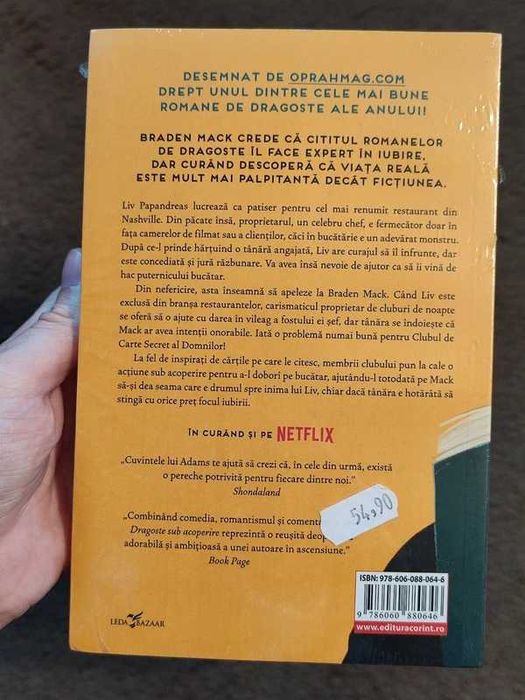 DESEMNAT DE OPRAHMAG.COM
DREPT UNUL DINTRE CELE MAI BUNE
ROMANE DE DRAGOSTE ALE ANULUI!
BRADEN MACK CREDE CĂ CITITUL ROMANELOR
DE DRAGOSTE ÎL FACE EXPERT ÎN IUBIRE,
DAR CURÂND DESCOPERĂ CĂ VIAȚA REALĂ
ESTE MULT MAI PALPITANTĂ DECÂT FICȚIUNEA.
Liv Papandreas lucrează ca patiser pentru cel mai renumit restaurant din
Nashville. Din păcate însă, proprietarul, un celebru chef, e fermecător doar în
fața camerelor de filmat sau a clienților, căci în bucătărie e un adevărat monstru.
După ce-l prinde hărțuind o tânără angajată, Liv are curajul să îl înfrunte, dar
este concediată și jură răzbunare. Va avea însă nevoie de ajutor ca să îi vină de
hac puternicului bucătar.
Din nefericire, asta înseamnă să apeleze la Braden Mack. Când Liv este
exclusă din branșa restaurantelor, carismaticul proprietar de cluburi de noapte
se oferă să o ajute cu darea în vileag a fostului ei șef, dar tânăra se îndoiește că
Mack ar avea intenții onorabile. Iată o problemă numai bună pentru Clubul de
Carte Secret al Domnilor!
La fel de inspirați de cărțile pe care le citesc, membrii clubului pun la cale o
acțiune sub acoperire pentru a-l doborî pe bucătar, ajutându-l totodată pe Mack
să-și dea seama care e drumul spre inima lui Liv, chiar dacă tânăra e hotărâtă să
stingă cu orice preț focul iubirii.
ÎN CURÂND ȘI PE NETFLIX
„Cuvintele lui Adams te ajută să crezi că, în cele din urmă, există
o pereche potrivită pentru fiecare dintre noi.”
Shondaland
54,90
„Combinând comedia, romantismul și
Dragoste sub acoperire reprezintă o reușită
adorabilă și ambițioasă a unei autoare în ascensiune.”
Book Page
ISBN: 978-606-088-064-6
9 786060 880646
www.edituracorint.ro
LEDA BAZAAR